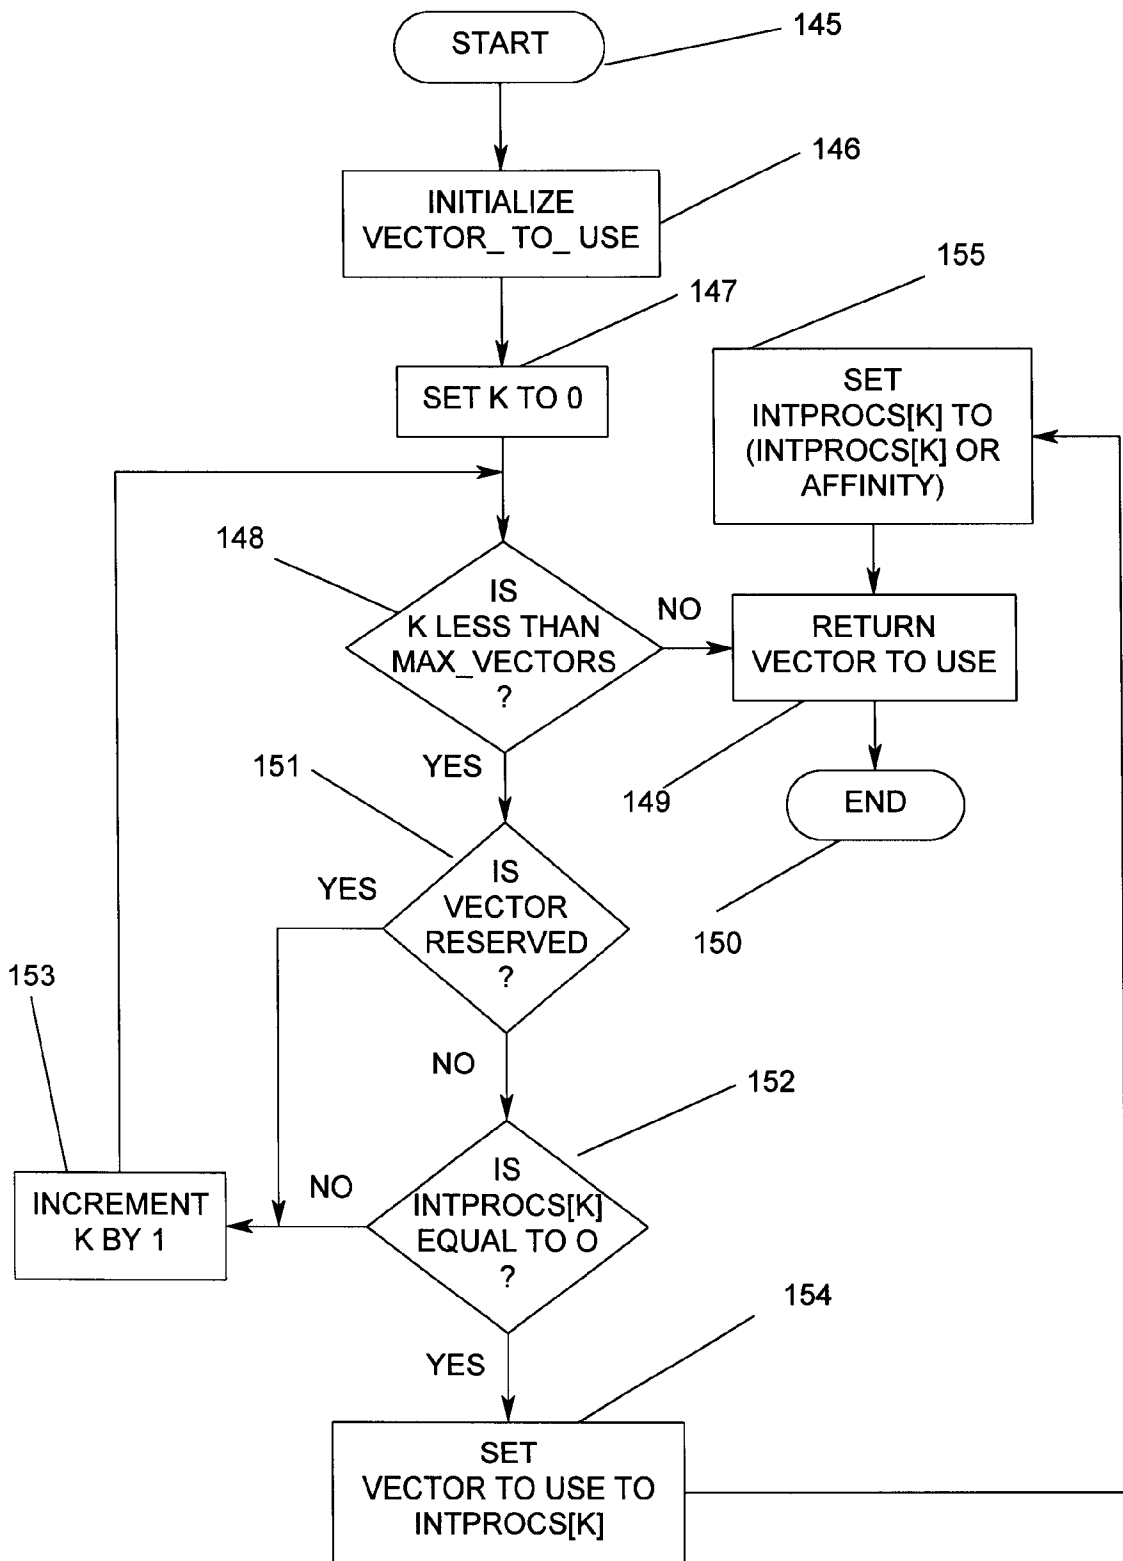 START
145
INITIALIZE
VECTOR_ TO_ USE
146
147
SET K TO 0
155
SET
INTPROCS[K] TO
(INTPROCS[K] OR
AFFINITY)
148
IS
K LESS THAN
MAX_VECTORS
?
NO
RETURN
VECTOR TO USE
YES
149
END
150
151
IS
VECTOR
RESERVED
?
YES
NO
153
INCREMENT
K BY 1
152
IS
INTPROCS[K]
EQUAL TO O
?
NO
YES
154
SET
VECTOR TO USE TO
INTPROCS[K]